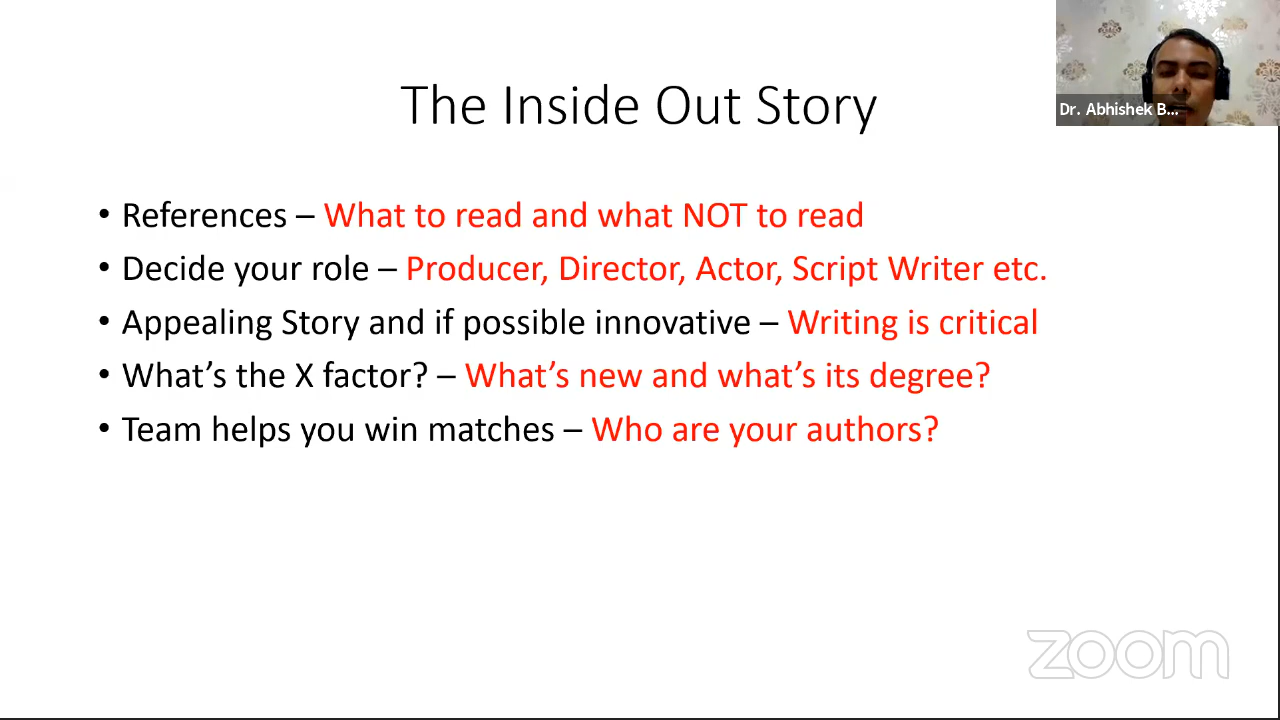 The Inside Out Story
Dr. Abhishek B...
• References – What to read and what NOT to read
• Decide your role – Producer, Director, Actor, Script Writer etc.
• Appealing Story and if possible innovative – Writing is critical
• What’s the X factor? – What’s new and what’s its degree?
• Team helps you win matches – Who are your authors?
zoom